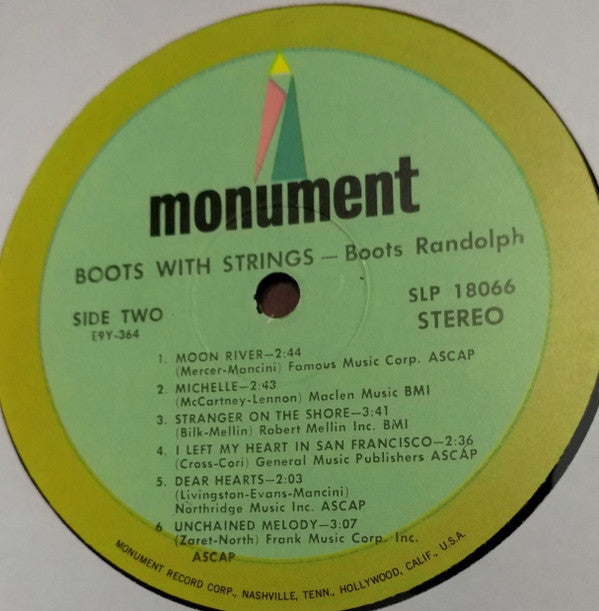 monument
BOOTS WITH STRINGS — Boots Randolph
SIDE TWO
E9Y-364
SLP 18066
STEREO
1. MOON RIVER—2:44
(Mercer-Mancini) Famous Music Corp. ASCAP
2. MICHELLE—2:43
(McCartney-Lennon) Maclen Music BMI
3. STRANGER ON THE SHORE—3:41
(Bilk-Mellin) Robert Mellin Inc. BMI
4. I LEFT MY HEART IN SAN FRANCISCO—2:36
(Cross-Cori) General Music Publishers ASCAP
5. DEAR HEARTS—2:03
(Livingston-Evans-Mancini)
Northridge Music Inc. ASCAP
6 UNCHAINED MELODY—3:07
(Zaret-North) Frank Music Corp. Inc.
ASCAP
MONUMENT RECORD CORP., NASHVILLE, TENN., HOLLYWOOD, CALIF., U.S.A.